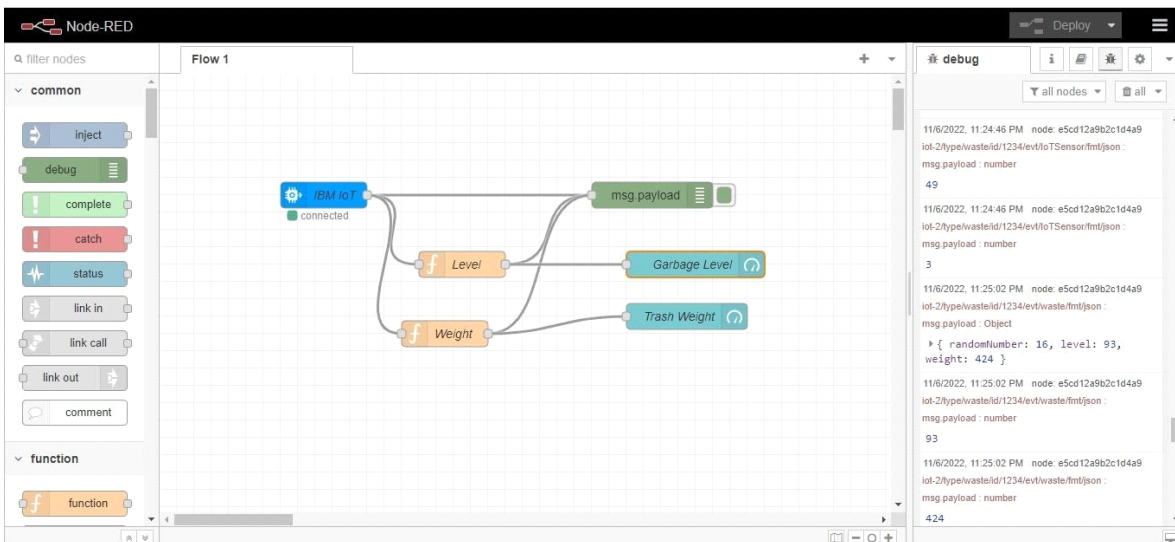 Node-RED
Deploy
filter nodes
Flow 1
debug
i
all nodes
all
common
inject
debug
complete
catch
status
link in
link call
link out
comment
function
function
IBM IoT
connected
msg.payload
Level
Garbage Level
Weight
Trash Weight
11/6/2022, 11:24:46 PM node: e5cd12a9b2c1d4a9
iot-2/type/waste/id/1234/evt/IoTSensor/fmt/json :
msg.payload : number
49
11/6/2022, 11:24:46 PM node: e5cd12a9b2c1d4a9
iot-2/type/waste/id/1234/evt/IoTSensor/fmt/json :
msg.payload : number
3
11/6/2022, 11:25:02 PM node: e5cd12a9b2c1d4a9
iot-2/type/waste/id/1234/evt/waste/fmt/json :
msg.payload : Object
{ randomNumber: 16, level: 93,
weight: 424 }
11/6/2022, 11:25:02 PM node: e5cd12a9b2c1d4a9
iot-2/type/waste/id/1234/evt/waste/fmt/json :
msg.payload : number
93
11/6/2022, 11:25:02 PM node: e5cd12a9b2c1d4a9
iot-2/type/waste/id/1234/evt/waste/fmt/json :
msg.payload : number
424